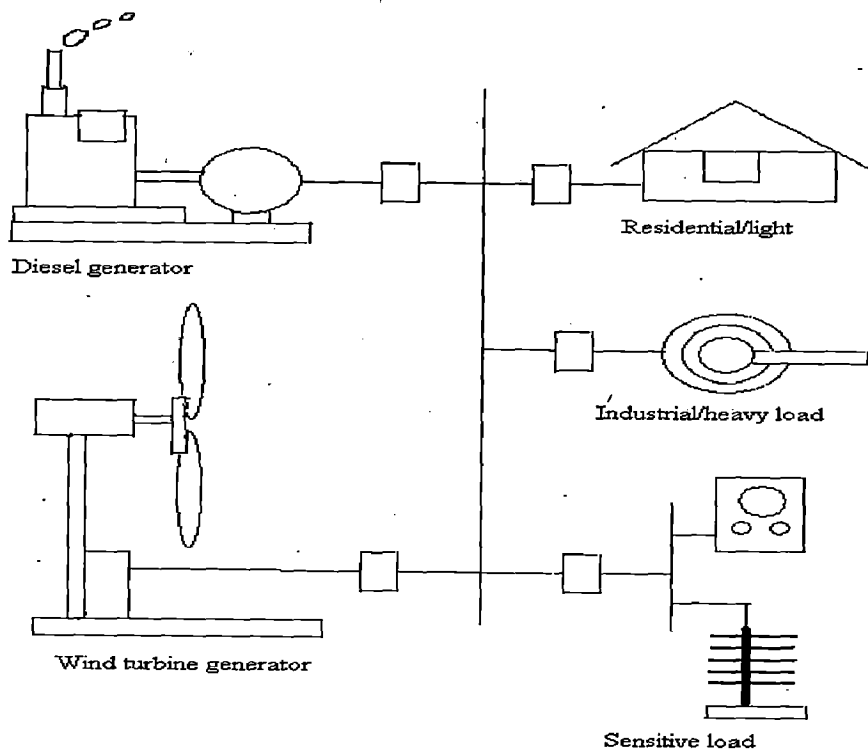 Residential/light
Diesel generator
Industrial/heavy load
Wind turbine generator
Sensitive load